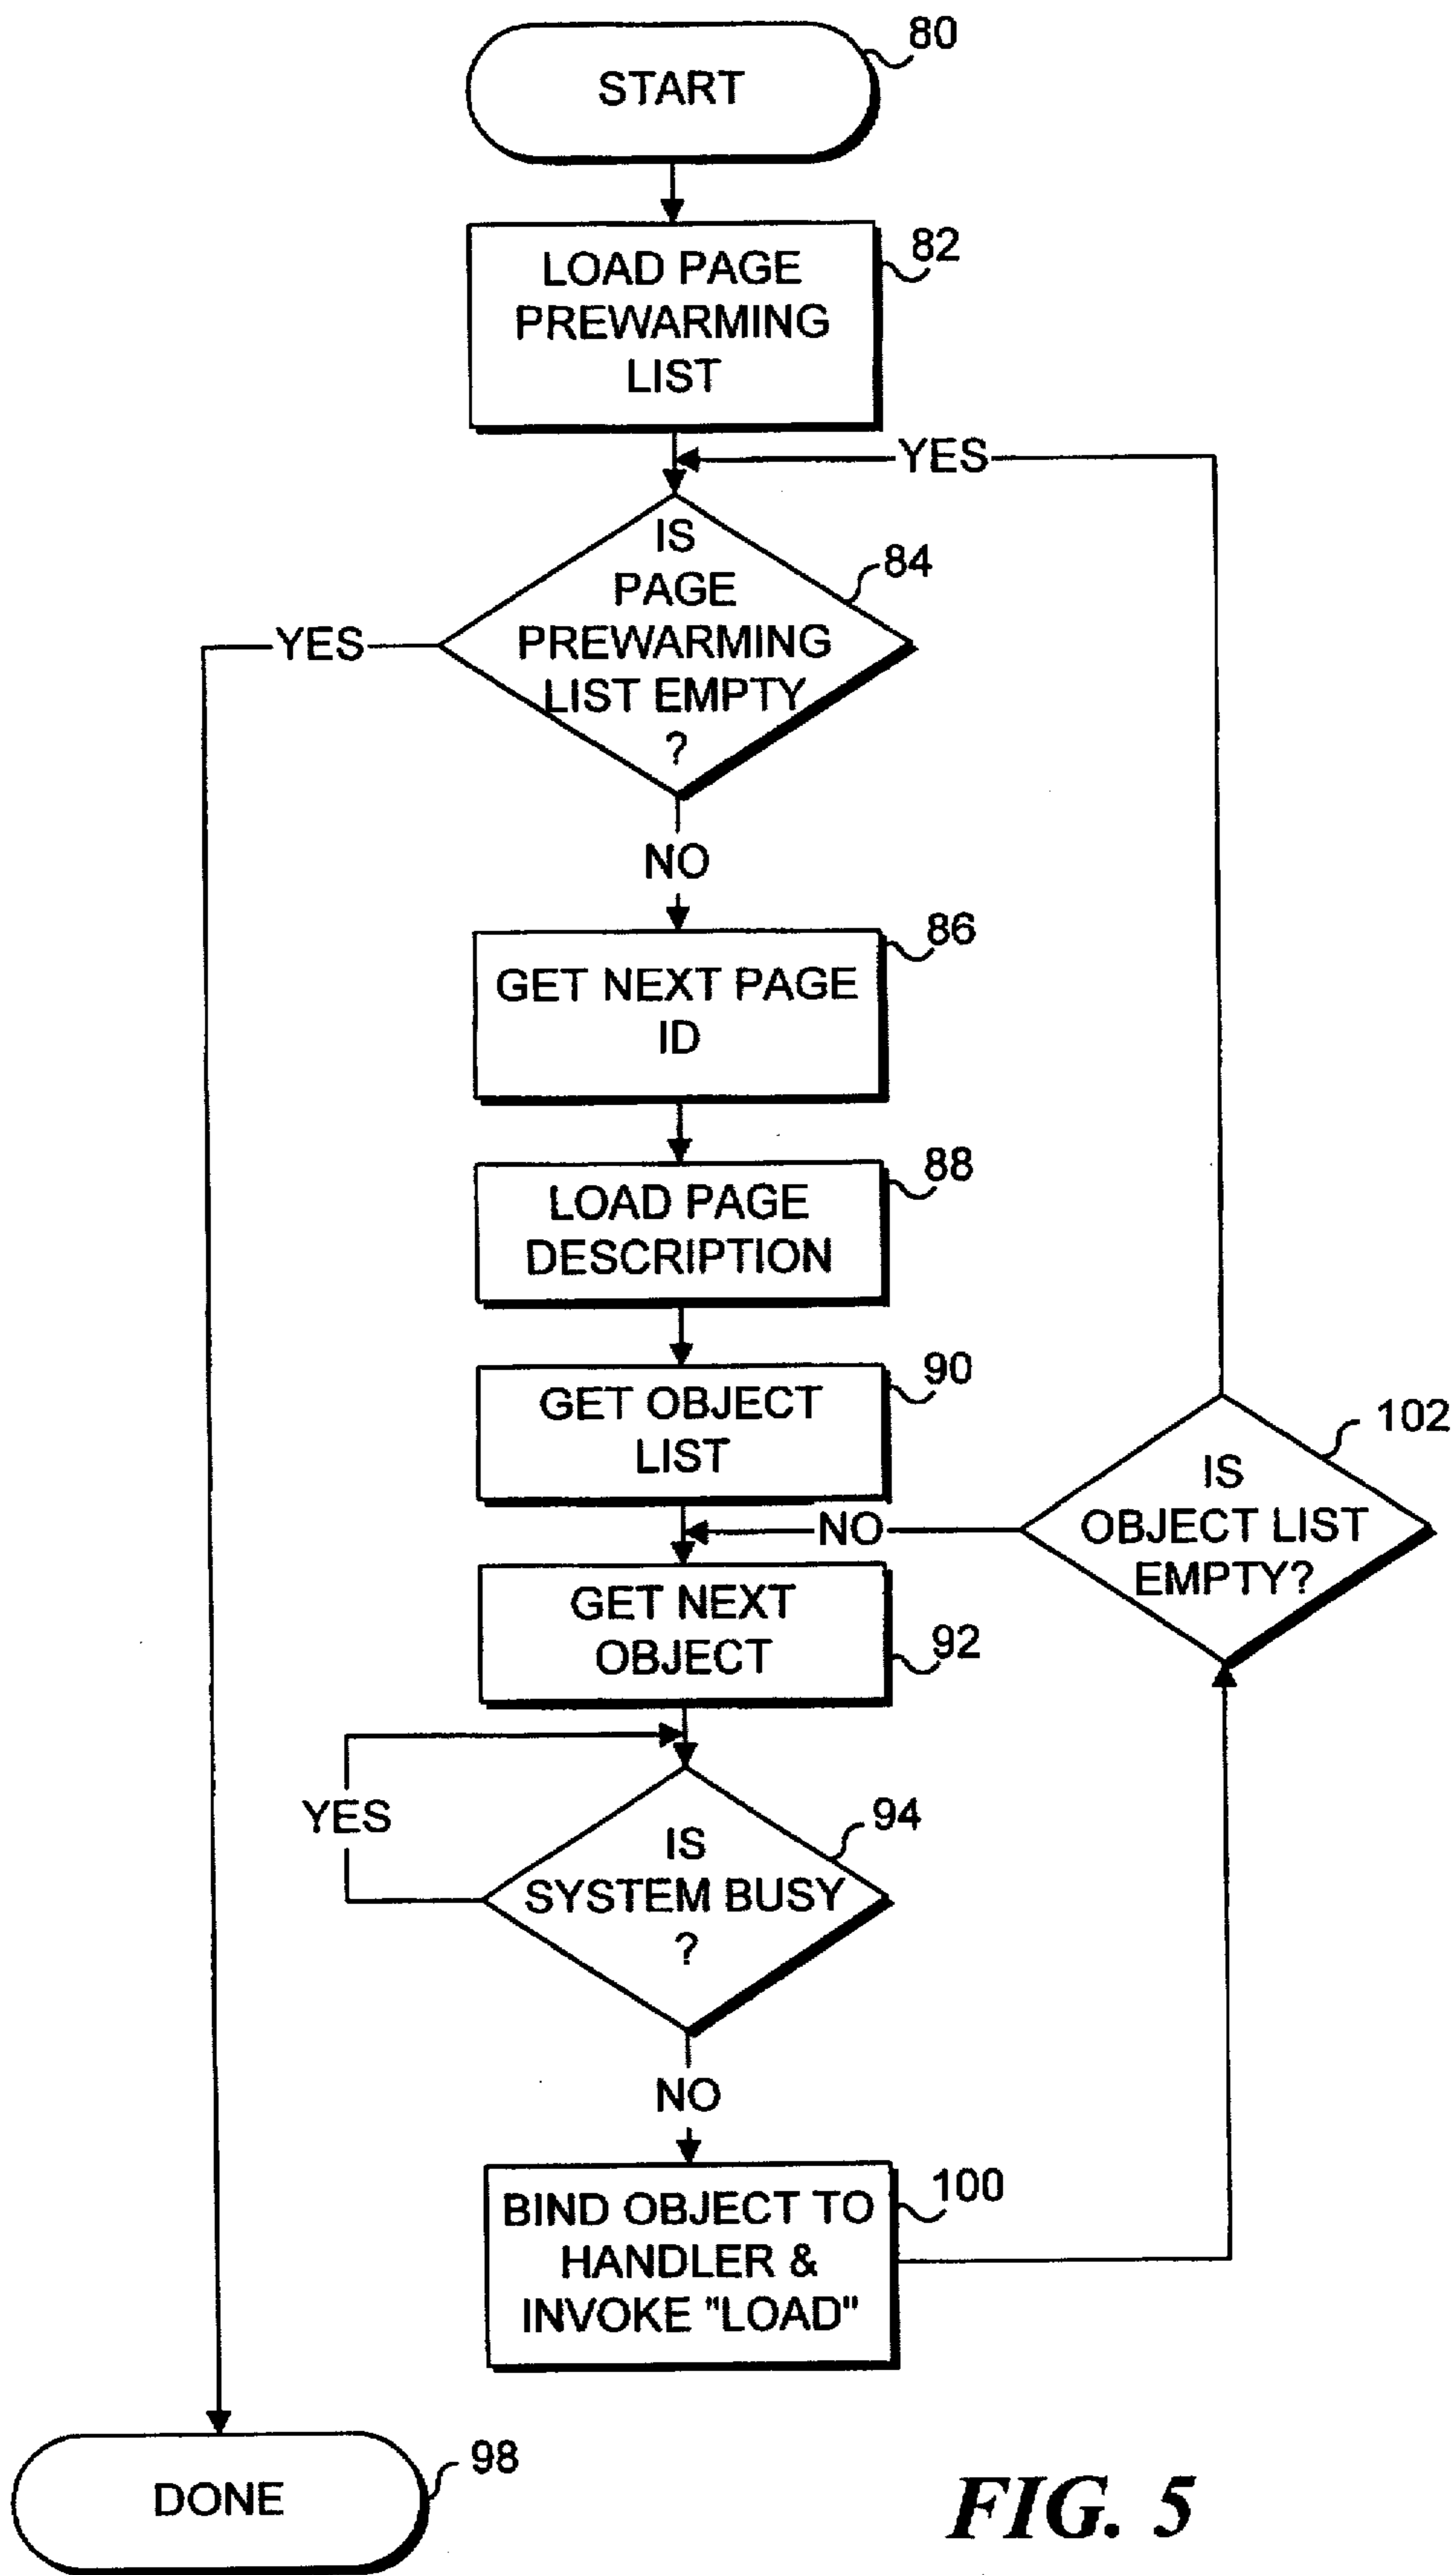 START
80
LOAD PAGE
PREWARMING
LIST
82
YES
IS
PAGE
PREWARMING
LIST EMPTY
?
84
YES
NO
GET NEXT PAGE
ID
86
LOAD PAGE
DESCRIPTION
88
GET OBJECT
LIST
90
IS
OBJECT LIST
EMPTY?
102
NO
GET NEXT
OBJECT
92
YES
IS
SYSTEM BUSY
?
94
NO
BIND OBJECT TO
HANDLER &
INVOKE "LOAD"
100
DONE
98
FIG. 5